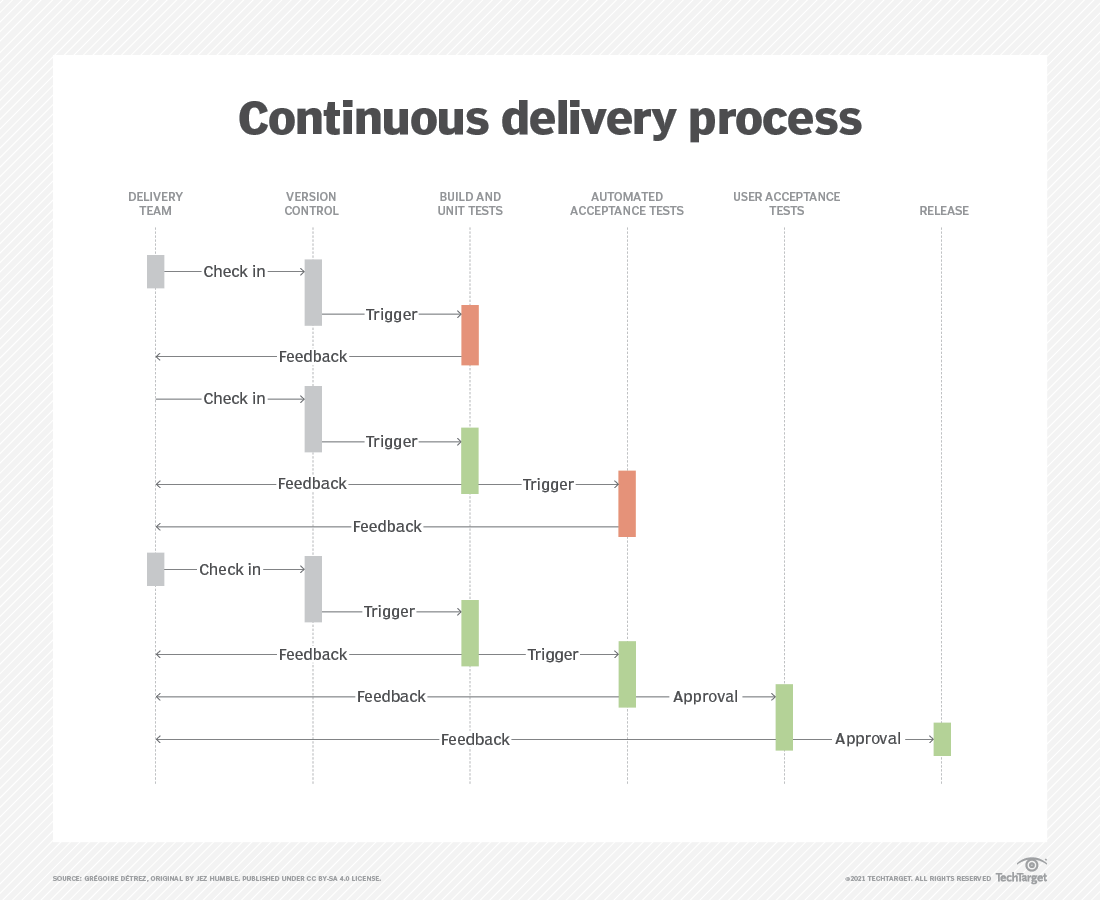 Continuous delivery process
DELIVERY
TEAM
VERSION
CONTROL
BUILD AND
UNIT TESTS
AUTOMATED
ACCEPTANCE TESTS
USER ACCEPTANCE
TESTS
RELEASE
Check in
Trigger
Feedback
Check in
Trigger
Feedback
Trigger
Feedback
Check in
Trigger
Feedback
Trigger
Feedback
Approval
Feedback
Approval
SOURCE: GRÉGOIRE DÉTREZ, ORIGINAL BY JEZ HUMBLE. PUBLISHED UNDER CC BY-SA 4.0 LICENSE.
©2021 TECHTARGET. ALL RIGHTS RESERVED
TechTarget